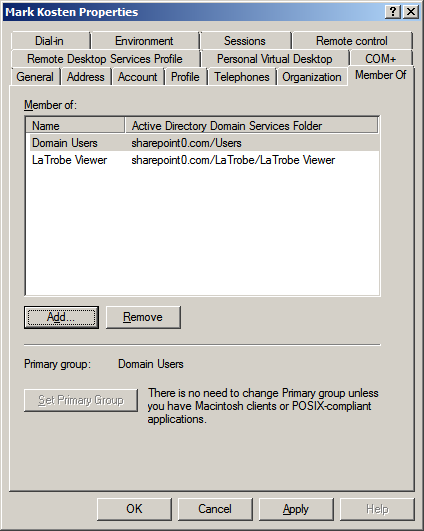 Mark Kosten Properties
Dial-in Environment Sessions Remote control
Remote Desktop Services Profile Personal Virtual Desktop COM+
General Address Account Profile Telephones Organization Member Of
Member of:
Name Active Directory Domain Services Folder
Domain Users sharepoint0.com/Users
LaTrobe Viewer sharepoint0.com/LaTrobe/LaTrobe Viewer
Add... Remove
Primary group: Domain Users
Set Primary Group
There is no need to change Primary group unless
you have Macintosh clients or POSIX-compliant
applications.
OK Cancel Apply Help